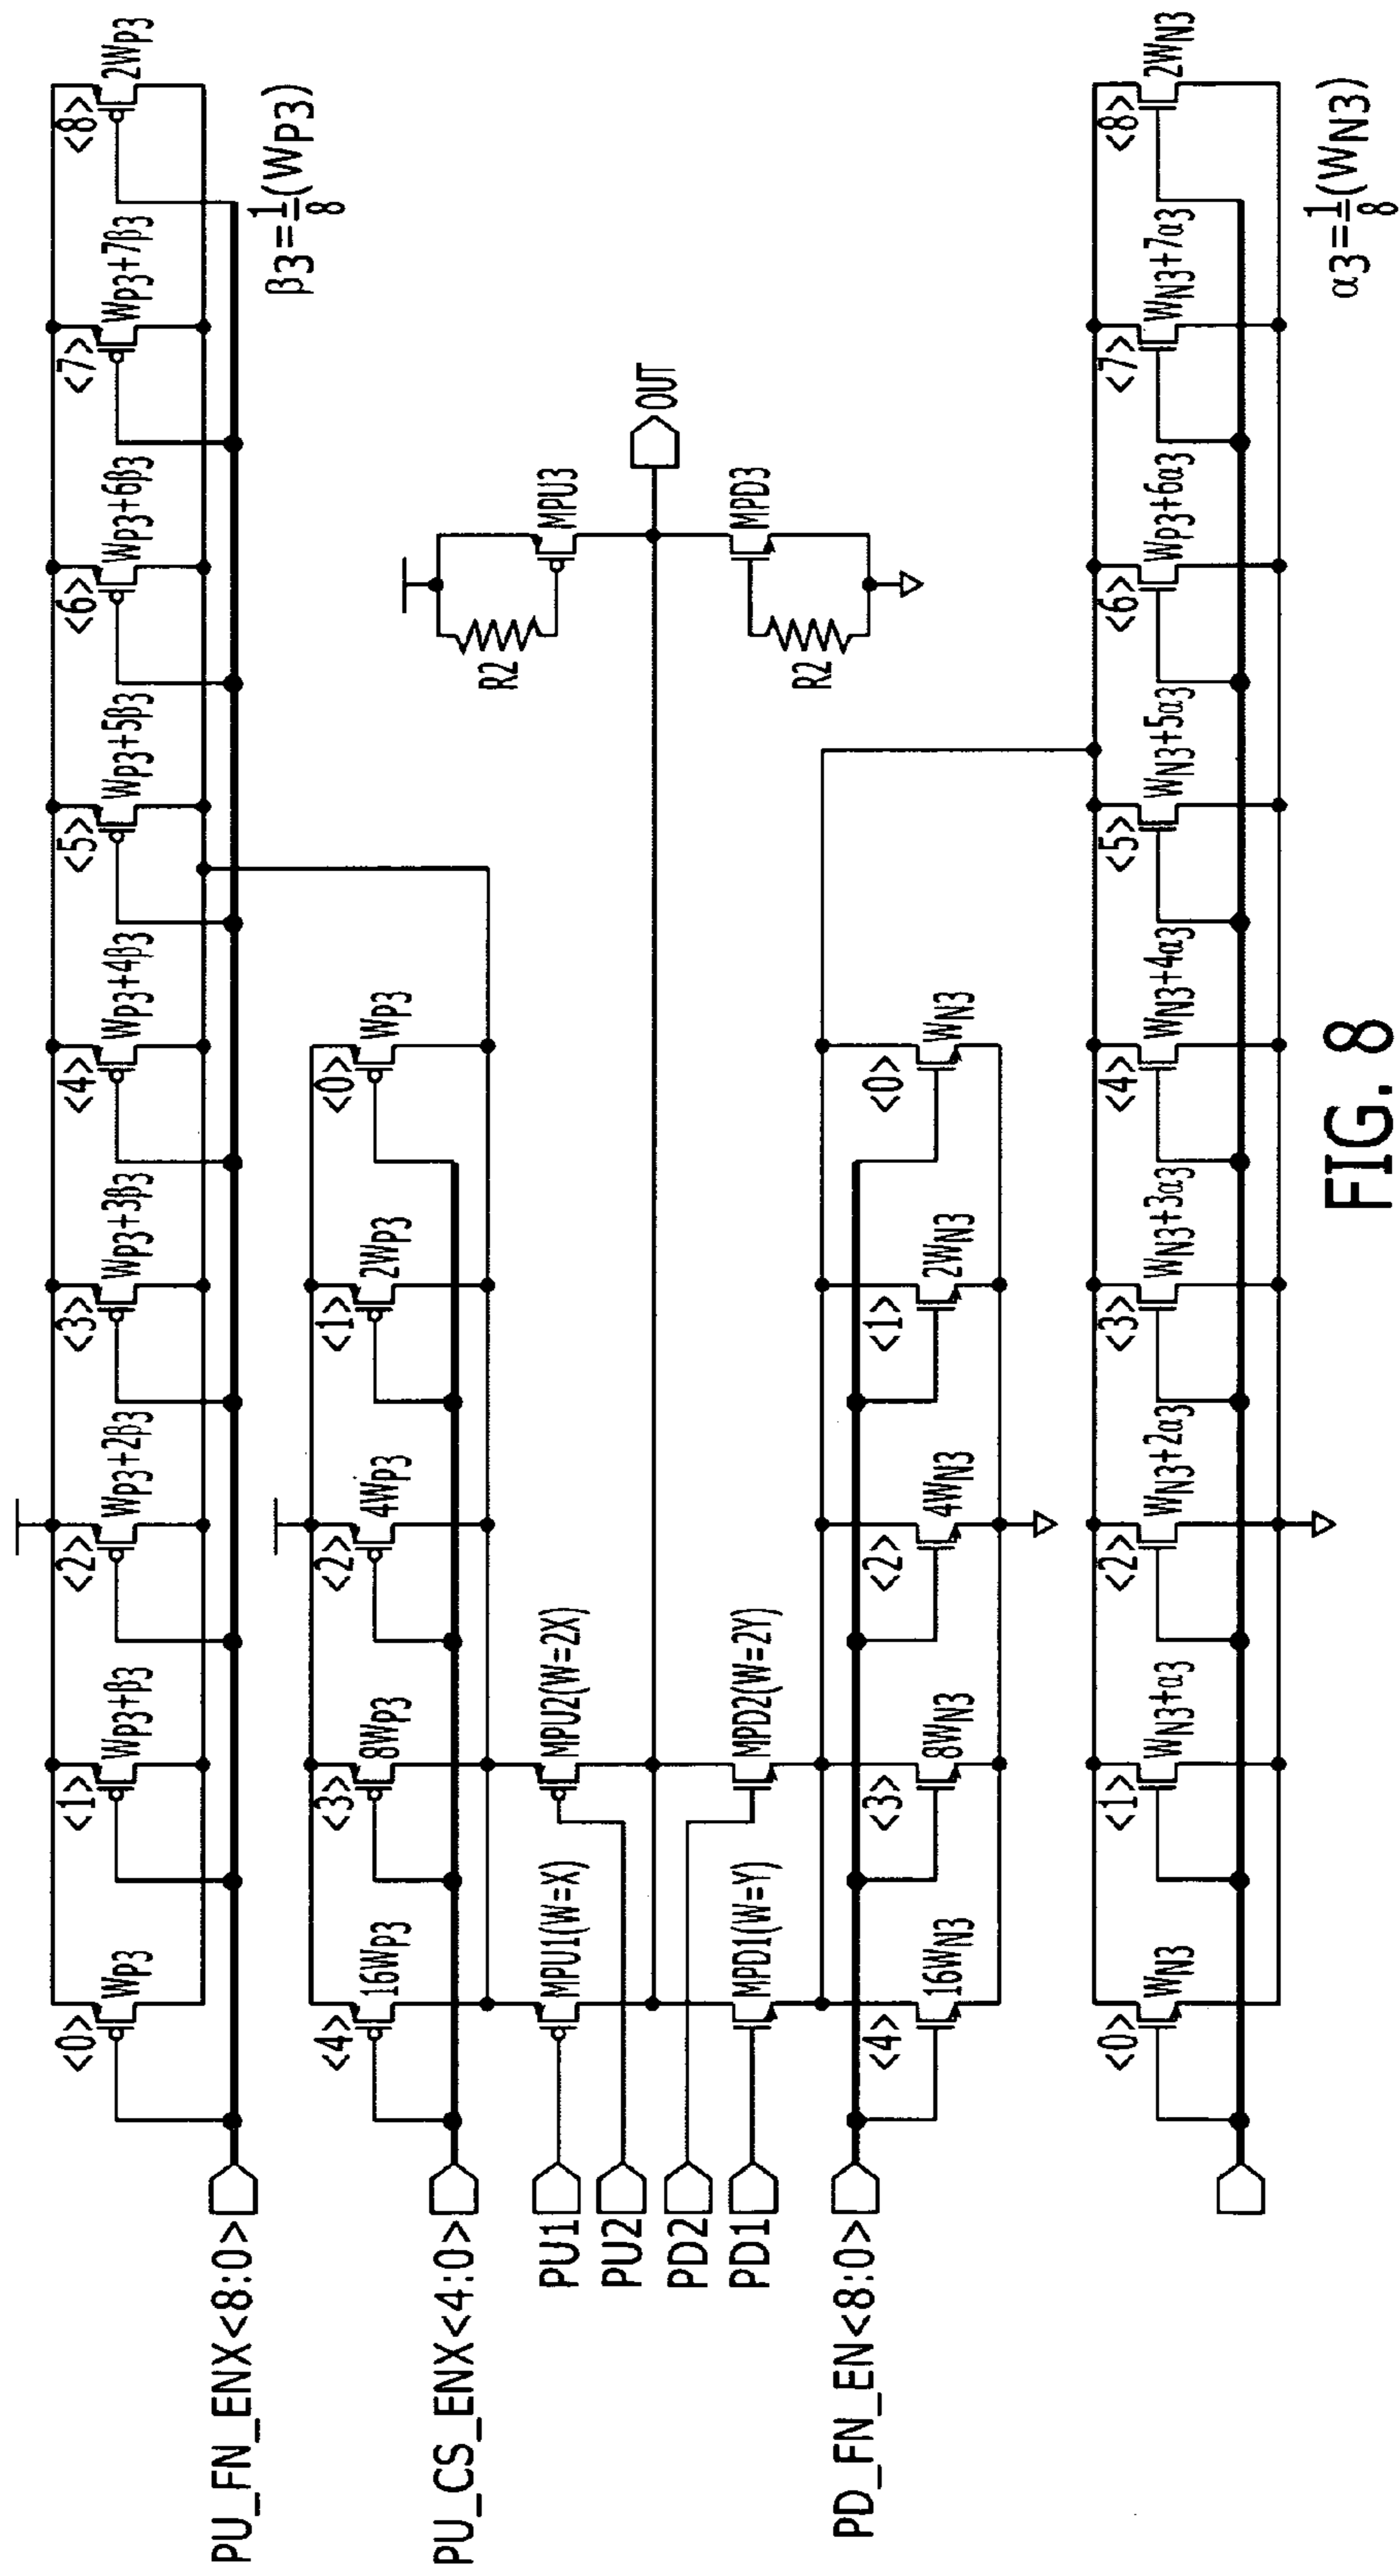 <0> <1> <2> <3> <4> <5> <6> <7> <8>
WP3 WP3+β3 WP3+2β3 WP3+3β3 WP3+4β3 WP3+5β3 WP3+6β3 WP3+7β3 2WP3
PU_FN_ENX<8:0>
β3=1/8(WP3)
<4> <3> <2> <1> <0>
16WP3 8WP3 4WP3 2WP3 WP3
PU_CS_ENX<4:0>
R2 MPU3
PU1 MPU1(W=X) MPU2(W=2X)
PU2
OUT
PD2
PD1 MPD1(W=Y) MPD2(W=2Y)
R2 MPD3
PD_FN_EN<8:0>
<4> <3> <2> <1> <0>
16WN3 8WN3 4WN3 2WN3 WN3
<0> <1> <2> <3> <4> <5> <6> <7> <8>
WN3 WN3+α3 WN3+2α3 WN3+3α3 WN3+4α3 WN3+5α3 WP3+6α3 WN3+7α3 2WN3
α3=1/8(WN3)
FIG. 8